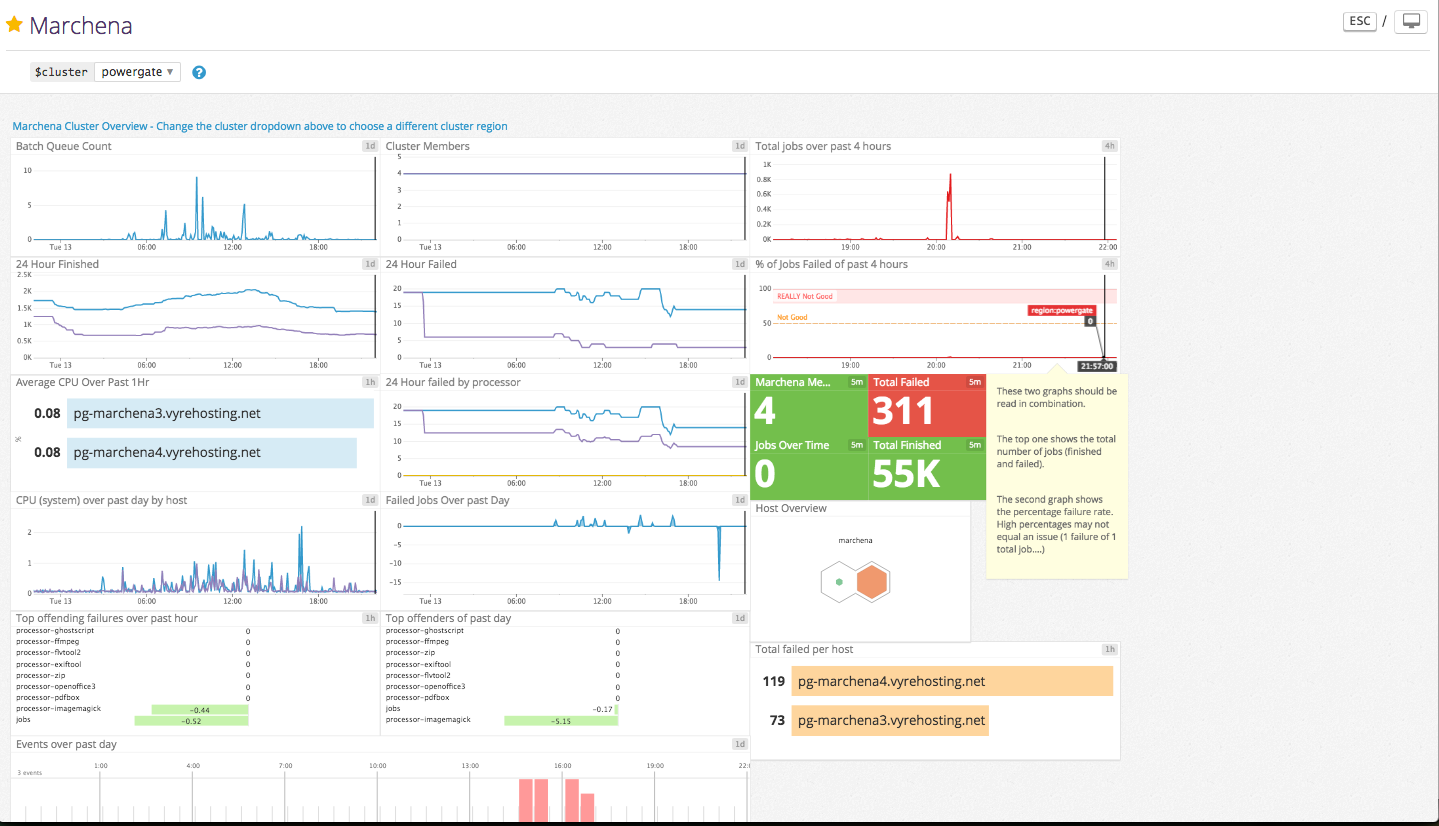 Marchena
ESC /
$cluster powergate ▾ ?
Marchena Cluster Overview - Change the cluster dropdown above to choose a different cluster region
Batch Queue Count 1d
10
5
0
Tue 13 06:00 12:00 18:00
Cluster Members 1d
5
4
3
2
1
0
Tue 13 06:00 12:00 18:00
Total jobs over past 4 hours 4h
1K
0.8K
0.6K
0.4K
0.2K
0K
19:00 20:00 21:00 22:00
24 Hour Finished 1d
2.5K
2K
1.5K
1K
0.5K
0K
Tue 13 06:00 12:00 18:00
24 Hour Failed 1d
20
15
10
5
0
Tue 13 06:00 12:00 18:00
% of Jobs Failed of past 4 hours 4h
100
REALLY Not Good
region:powergate
Not Good
0
50
0
19:00 20:00 21:00 21:57:00
Average CPU Over Past 1Hr 1h
0.08 pg-marchena3.vyrehosting.net
%
0.08 pg-marchena4.vyrehosting.net
24 Hour failed by processor 1d
20
15
10
5
0
Tue 13 06:00 12:00 18:00
Marchena Me... 5m
4
Total Failed 5m
311
Jobs Over Time 5m
0
Total Finished 5m
55K
These two graphs should be
read in combination.
The top one shows the total
number of jobs (finished
and failed).
The second graph shows
the percentage failure rate.
High percentages may not
equal an issue (1 failure of 1
total job....)
CPU (system) over past day by host 1d
2
1
0
Tue 13 06:00 12:00 18:00
Failed Jobs Over past Day 1d
0
-5
-10
-15
Tue 13 06:00 12:00 18:00
Host Overview
marchena
Top offending failures over past hour 1h
processor-ghostscript 0
processor-ffmpeg 0
processor-flvtool2 0
processor-exiftool 0
processor-zip 0
processor-openoffice3 0
processor-pdfbox 0
processor-imagemagick -0.44
jobs -0.52
Top offenders of past day 1d
processor-ghostscript 0
processor-zip 0
processor-ffmpeg 0
processor-exiftool 0
processor-flvtool2 0
processor-openoffice3 0
processor-pdfbox 0
jobs -0.17
processor-imagemagick -5.15
Total failed per host 1h
119 pg-marchena4.vyrehosting.net
73 pg-marchena3.vyrehosting.net
Events over past day 1d
1:00 4:00 7:00 10:00 13:00 16:00 19:00 22:
3 events